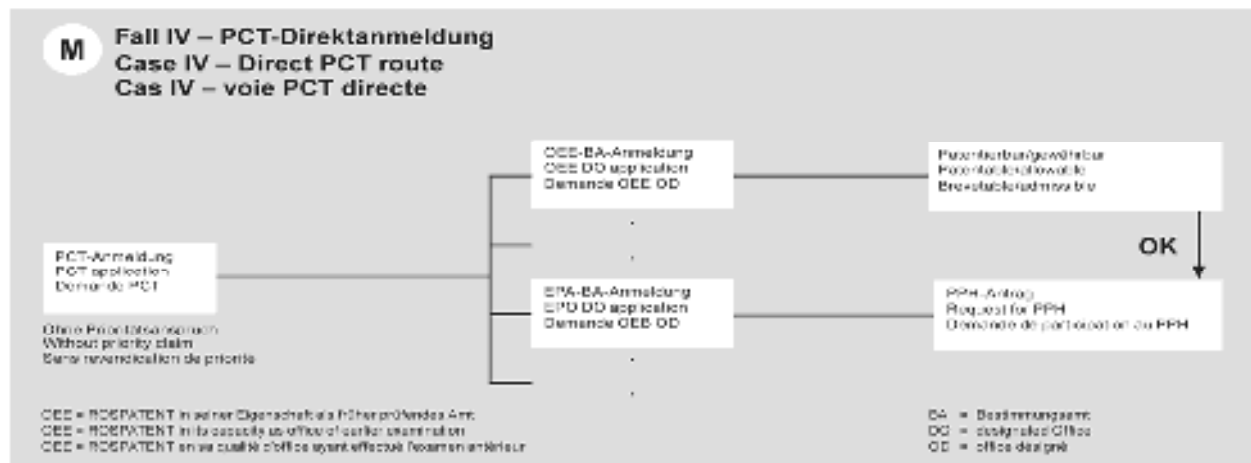 M
Fall IV – PCT-Direktanmeldung
Case IV – Direct PCT route
Cas IV – voie PCT directe
OEE-BA-Anmeldung
OEE DO application
Demande OEE OD
Patentierbar/gewährbar
Patentable/allowable
Brevetable/admissible
OK
PCT-Anmeldung
PCT application
Demande PCT
EPA-BA-Anmeldung
EPO DO application
Demande OEB OD
PPH-Antrag
Request for PPH
Demande de participation au PPH
Ohne Prioritätsanspruch
Without priority claim
Sans revendication de priorité
OEE = ROSPATENT in seiner Eigenschaft als früher prüfendes Amt
OEE = ROSPATENT in its capacity as office of earlier examination
OEE = ROSPATENT en sa qualité d'office ayant effectué l'examen antérieur
BA = Bestimmungsamt
DO = designated Office
OD = office désigné